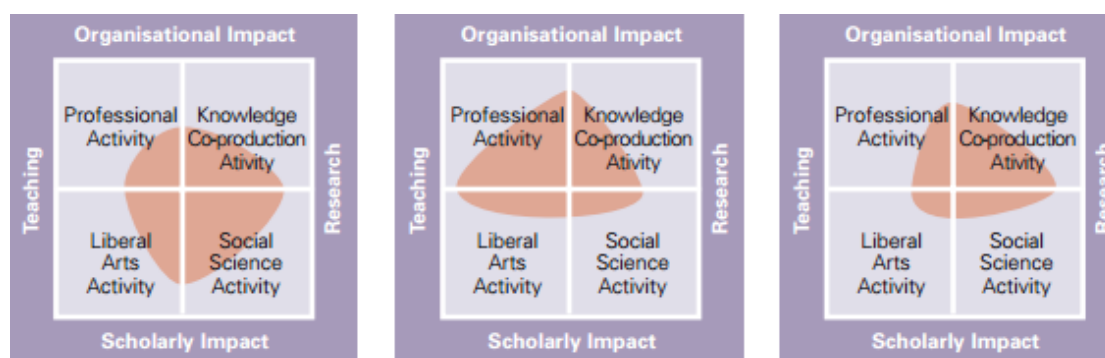 Organisational Impact
Professional
Activity
Knowledge
Co-production
Ativity
Teaching
Research
Liberal
Arts
Activity
Social
Science
Activity
Scholarly Impact
Organisational Impact
Professional
Activity
Knowledge
Co-production
Ativity
Teaching
Research
Liberal
Arts
Activity
Social
Science
Activity
Scholarly Impact
Organisational Impact
Professional
Activity
Knowledge
Co-production
Ativity
Teaching
Research
Liberal
Arts
Activity
Social
Science
Activity
Scholarly Impact